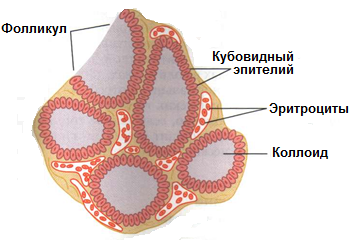 Фолликул
Кубовидный
эпителий
Эритроциты
Коллоид